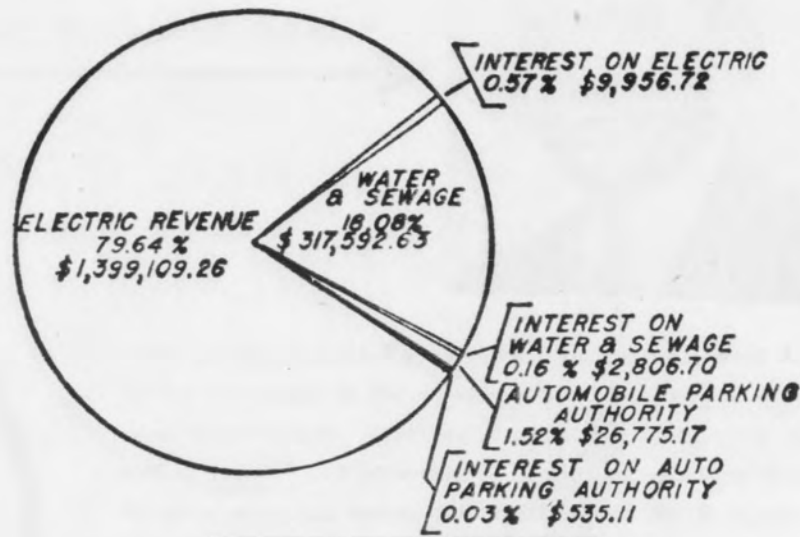 INTEREST ON ELECTRIC
0.57% $9,956.72
WATER
& SEWAGE
18.08%
$317,592.63
ELECTRIC REVENUE
79.64%
$1,399,109.26
INTEREST ON
WATER & SEWAGE
0.16% $2,806.70
AUTOMOBILE PARKING
AUTHORITY
1.52% $26,775.17
INTEREST ON AUTO
PARKING AUTHORITY
0.03% $535.11